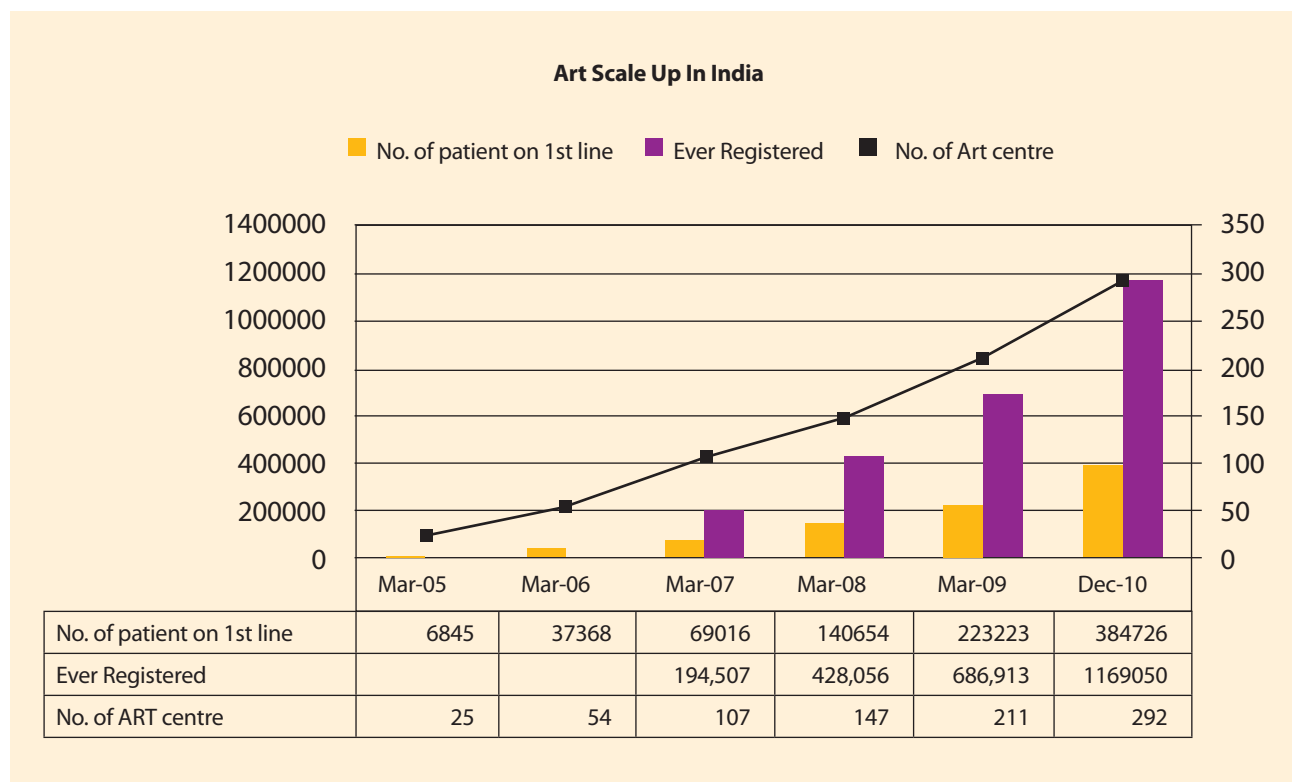 Art Scale Up In India
No. of patient on 1st line Ever Registered No. of Art centre
1400000 350
1200000 300
1000000 250
800000 200
600000 150
400000 100
200000 50
0 0
Mar-05 Mar-06 Mar-07 Mar-08 Mar-09 Dec-10
No. of patient on 1st line 6845 37368 69016 140654 223223 384726
Ever Registered 194,507 428,056 686,913 1169050
No. of ART centre 25 54 107 147 211 292